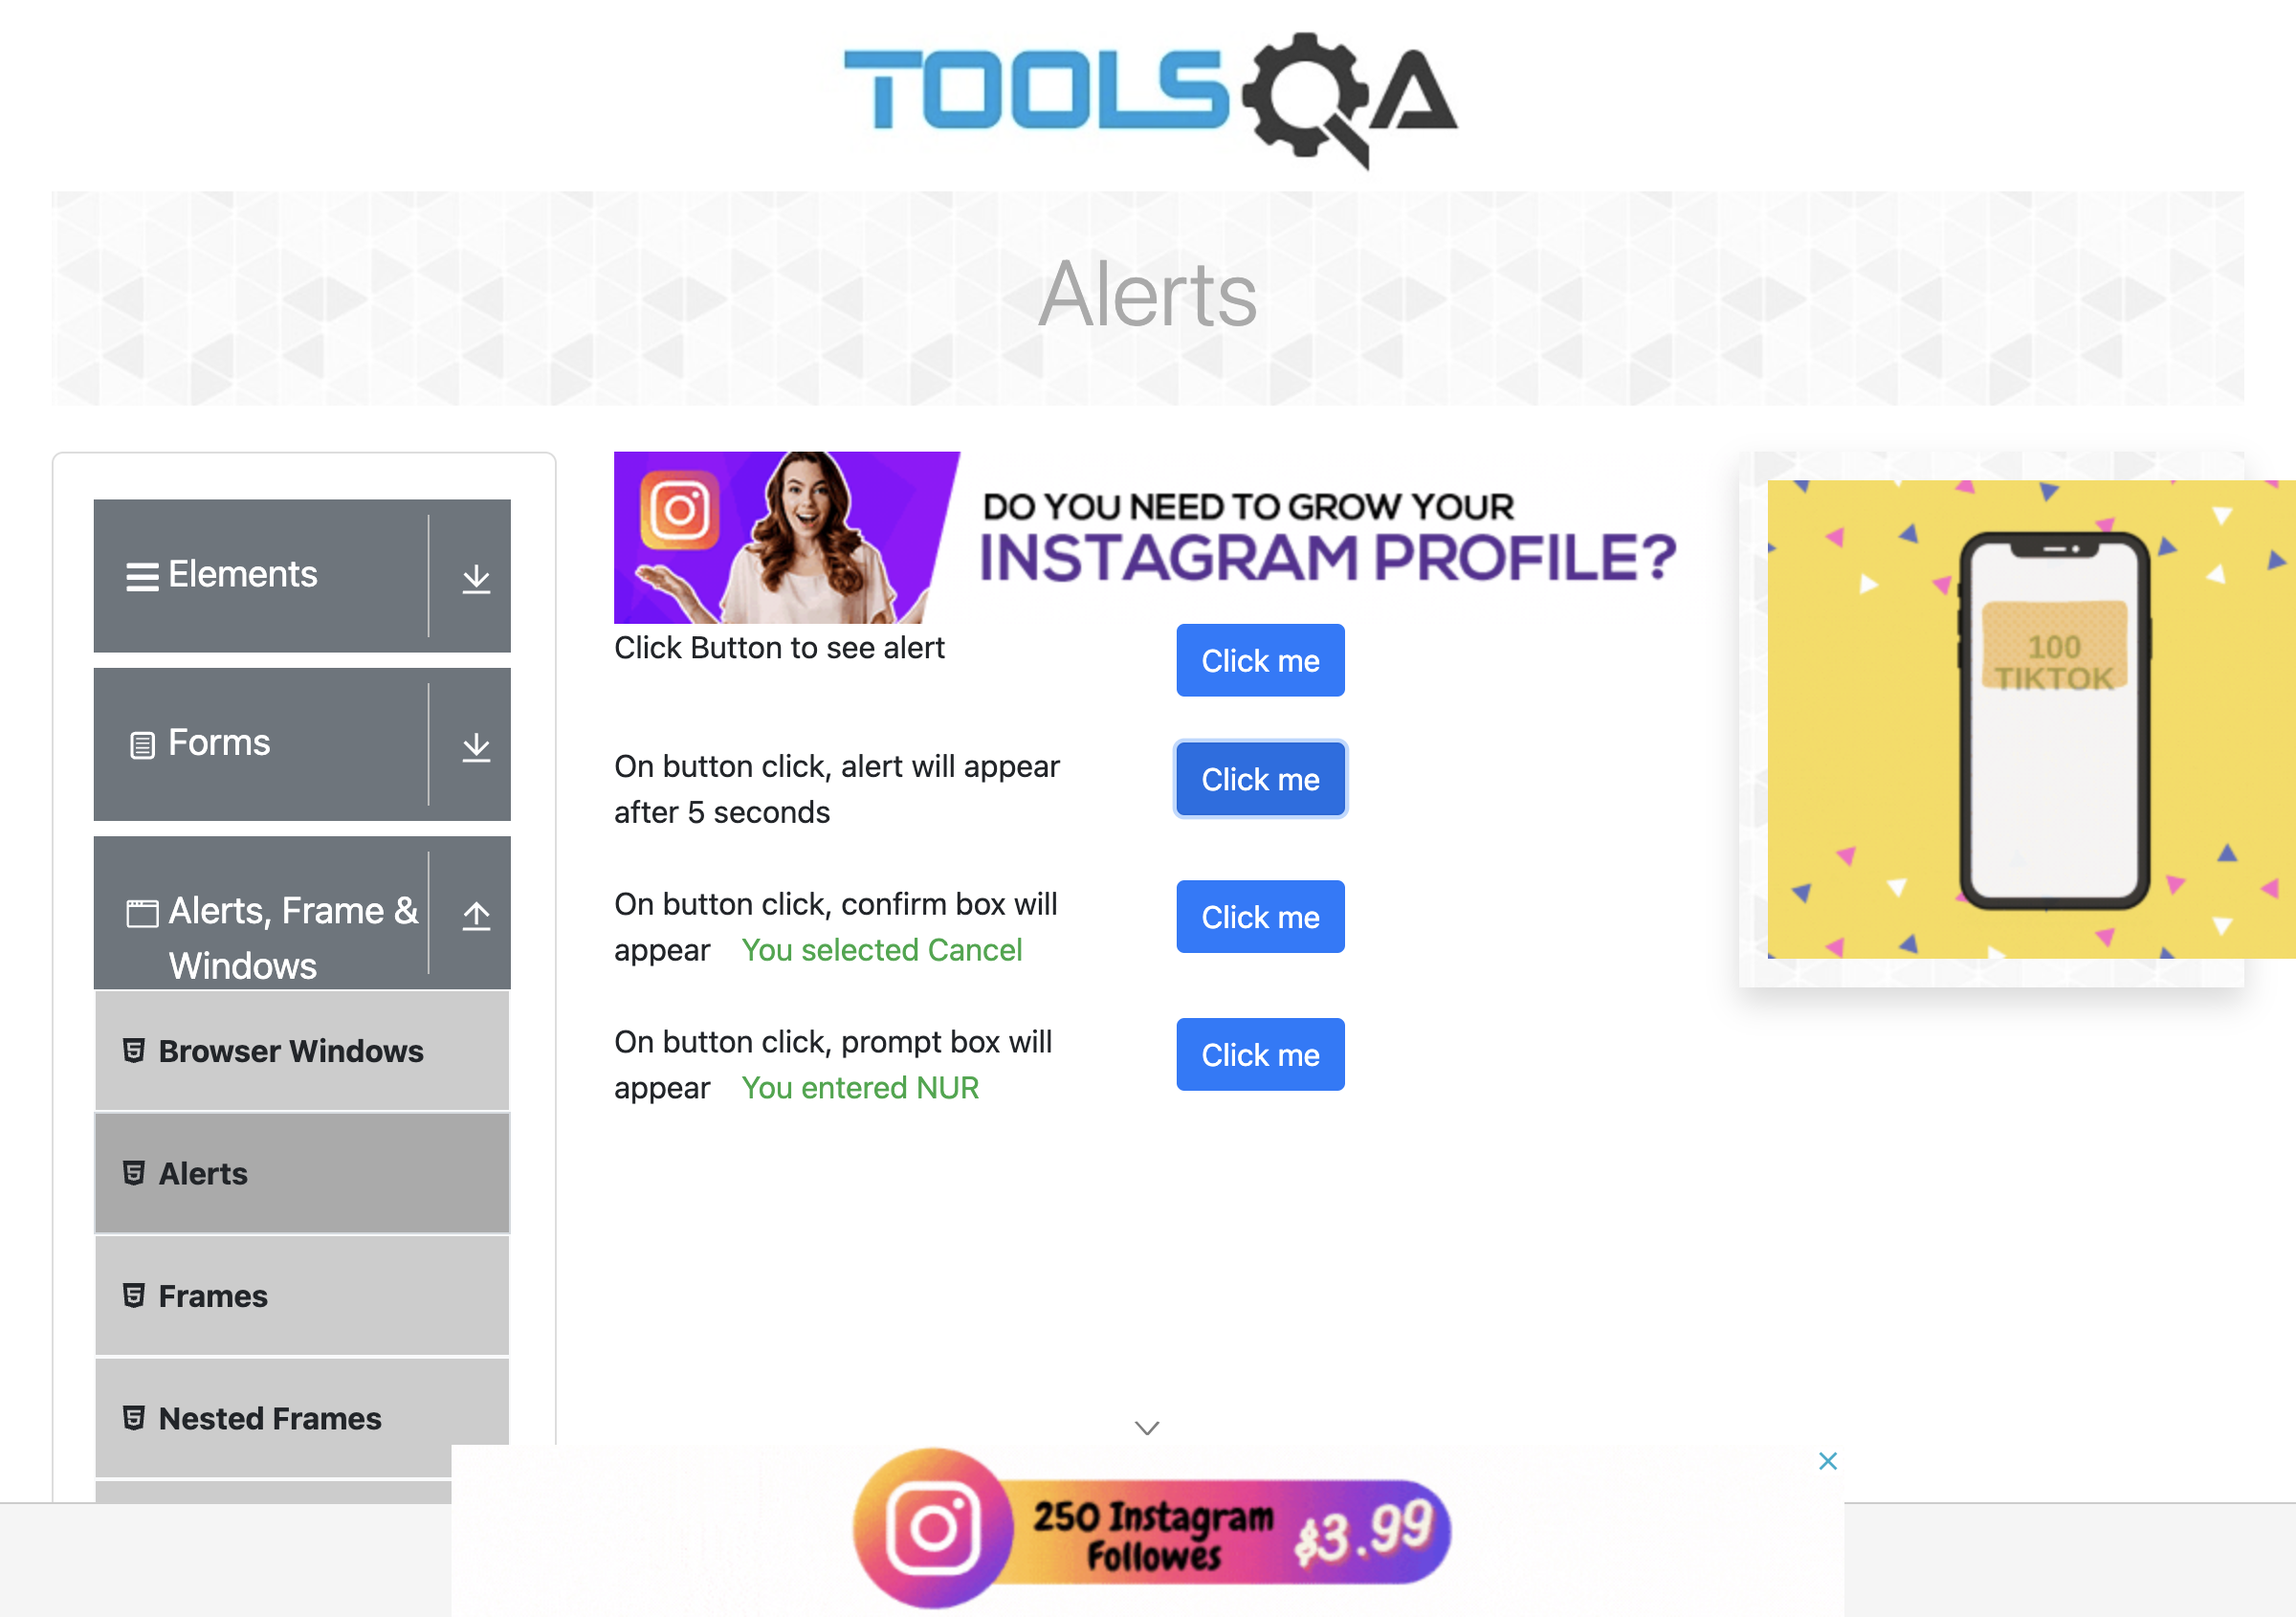 TOOLSQA
Alerts
Elements
Forms
Alerts, Frame &
Windows
Browser Windows
Alerts
Frames
Nested Frames
DO YOU NEED TO GROW YOUR
INSTAGRAM PROFILE?
Click Button to see alert
Click me
On button click, alert will appear
after 5 seconds
Click me
On button click, confirm box will
appear You selected Cancel
Click me
On button click, prompt box will
appear You entered NUR
Click me
100
TIKTOK
250 Instagram
Followes
$3.99